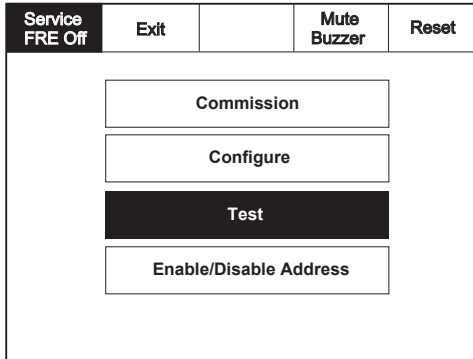 Service
FRE Off
Exit
Mute
Buzzer
Reset
Commission
Configure
Test
Enable/Disable Address